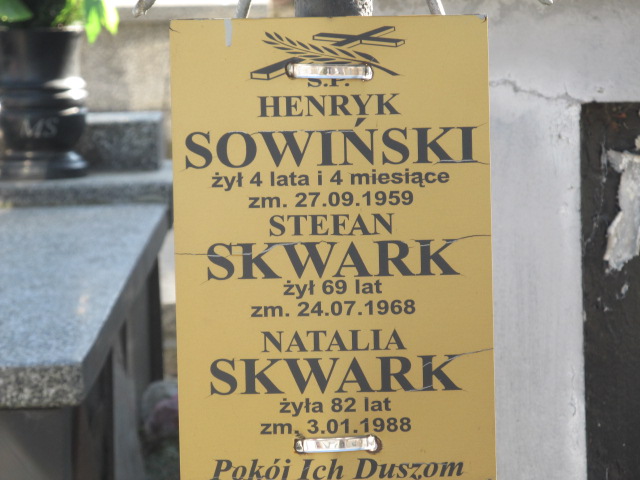 Ś.P.
HENRYK
SOWIŃSKI
żył 4 lata i 4 miesiące
zm. 27.09.1959
STEFAN
SKWARK
żył 69 lat
zm. 24.07.1968
NATALIA
SKWARK
żyła 82 lat
zm. 3.01.1988
Pokój Ich Duszom
MS